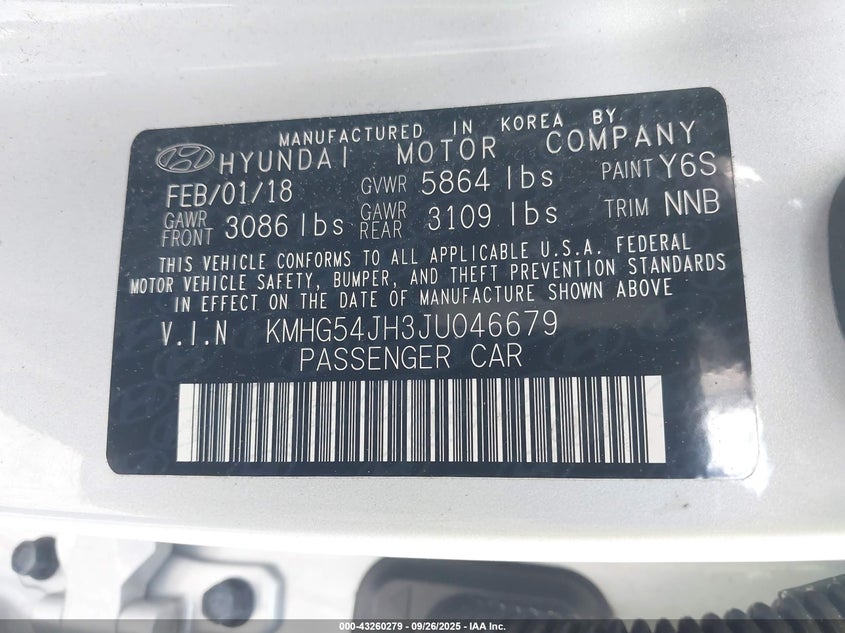 MANUFACTURED IN KOREA BY.
HYUNDAI MOTOR COMPANY
FEB/01/18 GVWR 5864 lbs PAINT Y6S
GAWR FRONT 3086 lbs GAWR REAR 3109 lbs TRIM NNB
THIS VEHICLE CONFORMS TO ALL APPLICABLE U.S.A. FEDERAL
MOTOR VEHICLE SAFETY, BUMPER, AND THEFT PREVENTION STANDARDS
IN EFFECT ON THE DATE OF MANUFACTURE SHOWN ABOVE
V.I.N KMHG54JH3JU046679
PASSENGER CAR
000-43260279 - 09/26/2025 - IAA Inc.